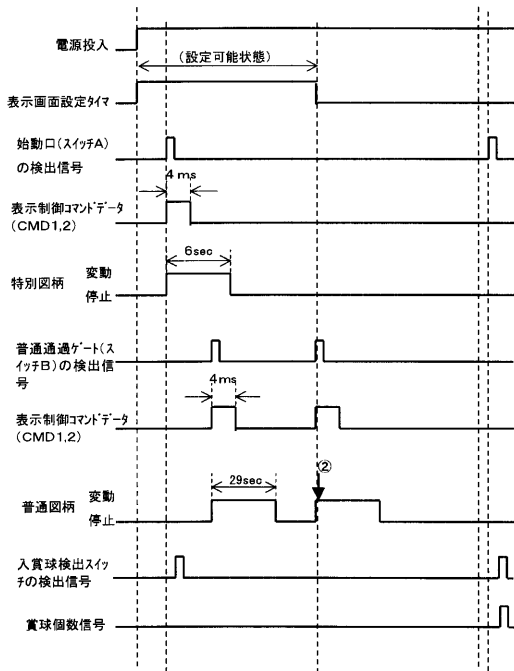 電源投入
(設定可能状態)
表示画面設定タイマ
始動口(スイッチA)
の検出信号
4 ms
表示制御コマンドデータ
(CMD1,2)
6sec
特別図柄
変動
停止
普通通過ゲート(ス
イッチB)の検出信
号
4ms
表示制御コマンドデータ
(CMD1,2)
②
29sec
普通図柄
変動
停止
入賞球検出スイッ
チの検出信号
賞球個数信号